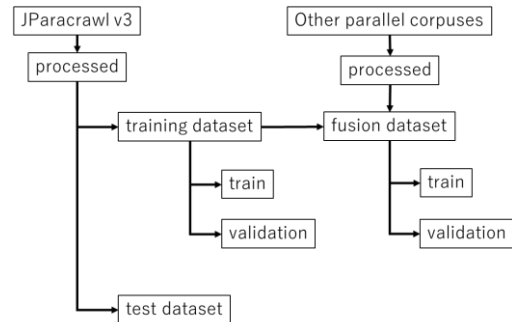 JParacrawl v3
Other parallel corpuses
processed
processed
training dataset
fusion dataset
train
train
validation
validation
test dataset